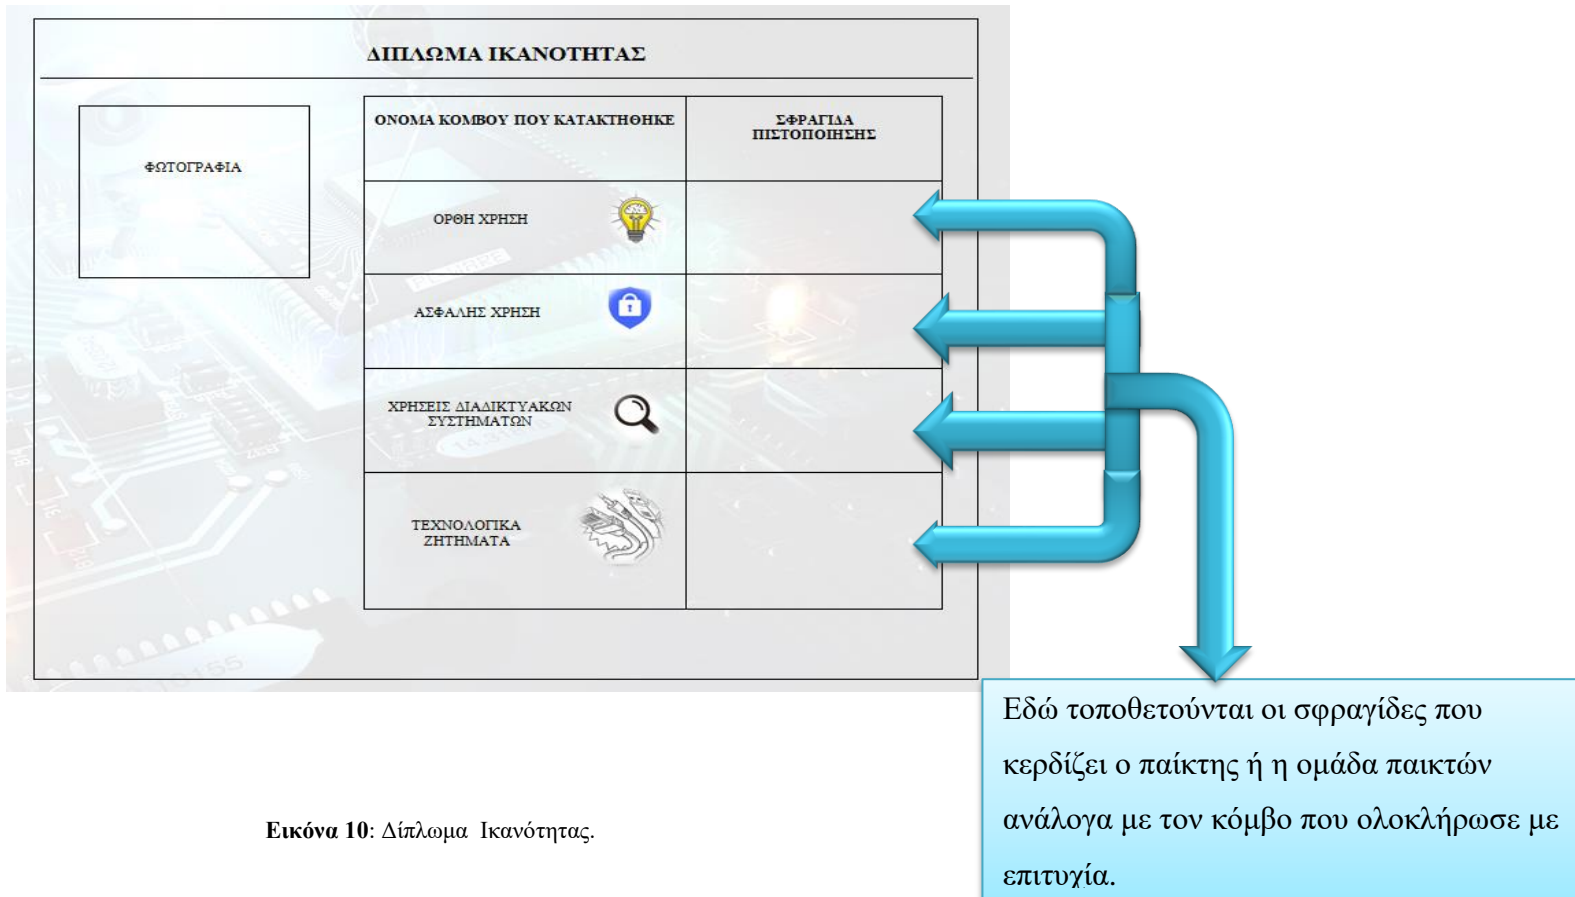 ΔΙΠΛΩΜΑ ΙΚΑΝΟΤΗΤΑΣ
ΦΩΤΟΓΡΑΦΙΑ
ΟΝΟΜΑ ΚΟΜΒΟΥ ΠΟΥ ΚΑΤΑΚΤΗΘΗΚΕ
ΣΦΡΑΓΙΔΑ
ΠΙΣΤΟΠΟΙΗΣΗΣ
ΟΡΘΗ ΧΡΗΣΗ
ΑΣΦΑΛΗΣ ΧΡΗΣΗ
ΧΡΗΣΕΙΣ ΔΙΑΔΙΚΤΥΑΚΩΝ
ΣΥΣΤΗΜΑΤΩΝ
ΤΕΧΝΟΛΟΓΙΚΑ
ΖΗΤΗΜΑΤΑ
Εδώ τοποθετούνται οι σφραγίδες που
κερδίζει ο παίκτης ή η ομάδα παικτών
ανάλογα με τον κόμβο που ολοκλήρωσε με
επιτυχία.
Εικόνα 10: Δίπλωμα Ικανότητας.